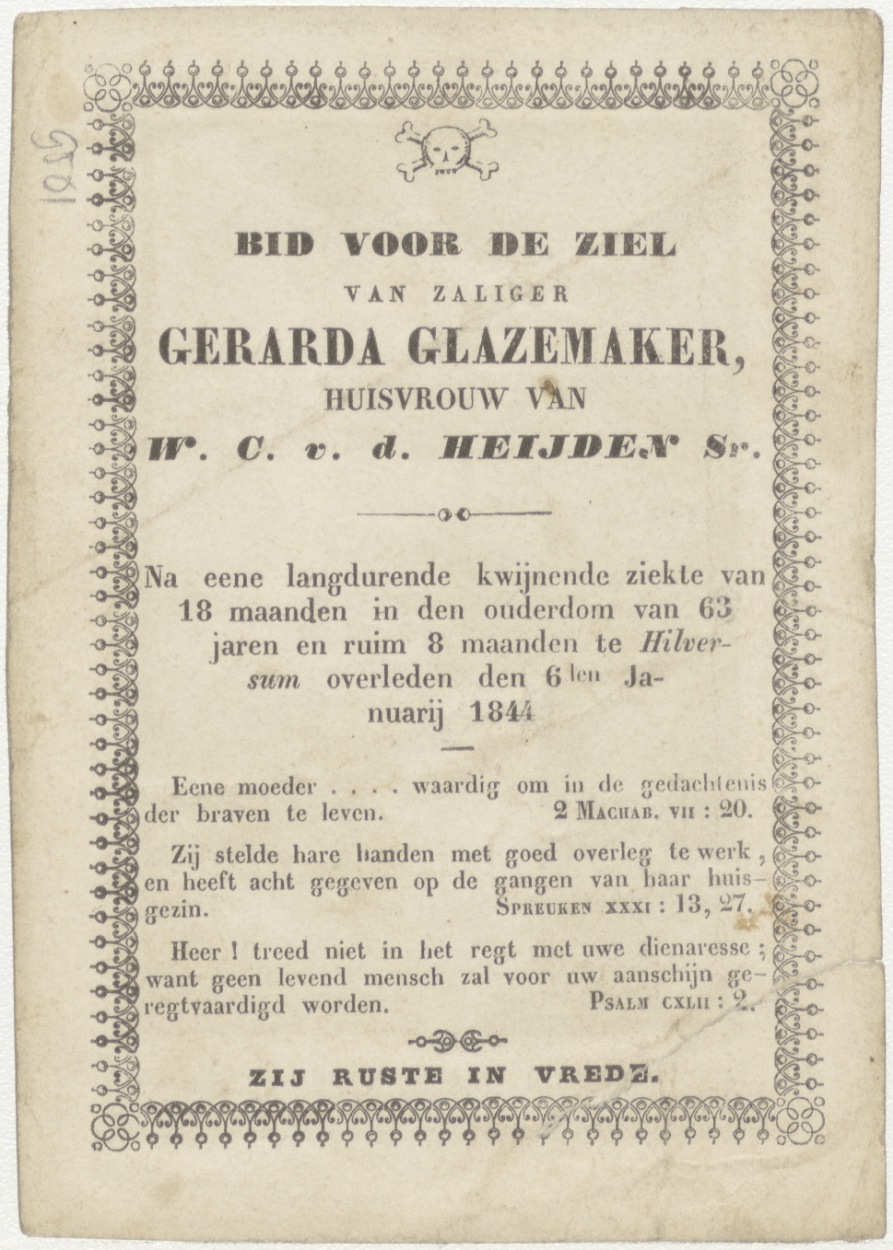 BID VOOR DE ZIEL
VAN ZALIGER
GERARDA GLAZEMAKER,
HUISVROUW VAN
W. C. v. d. HEIJDEN Sr.
Na eene langdurende kwijnende ziekte van
18 maanden in den ouderdom van 63
jaren en ruim 8 maanden te Hilver-
sum overleden den 6ten Ja-
nuarij 1844
Eene moeder . . . . waardig om in de gedachtenis
der braven te leven. 2 MACHAB. VII : 20.
Zij stelde hare handen met goed overleg te werk,
en heeft acht gegeven op de gangen van haar huis-
gezin. SPREUKEN XXXI : 13, 27.
Heer ! treed niet in het regt met uwe dienaresse ;
want geen levend mensch zal voor uw aanschijn ge-
regtvaardigd worden. PSALM CXLII : 2.
ZIJ RUSTE IN VREDE.